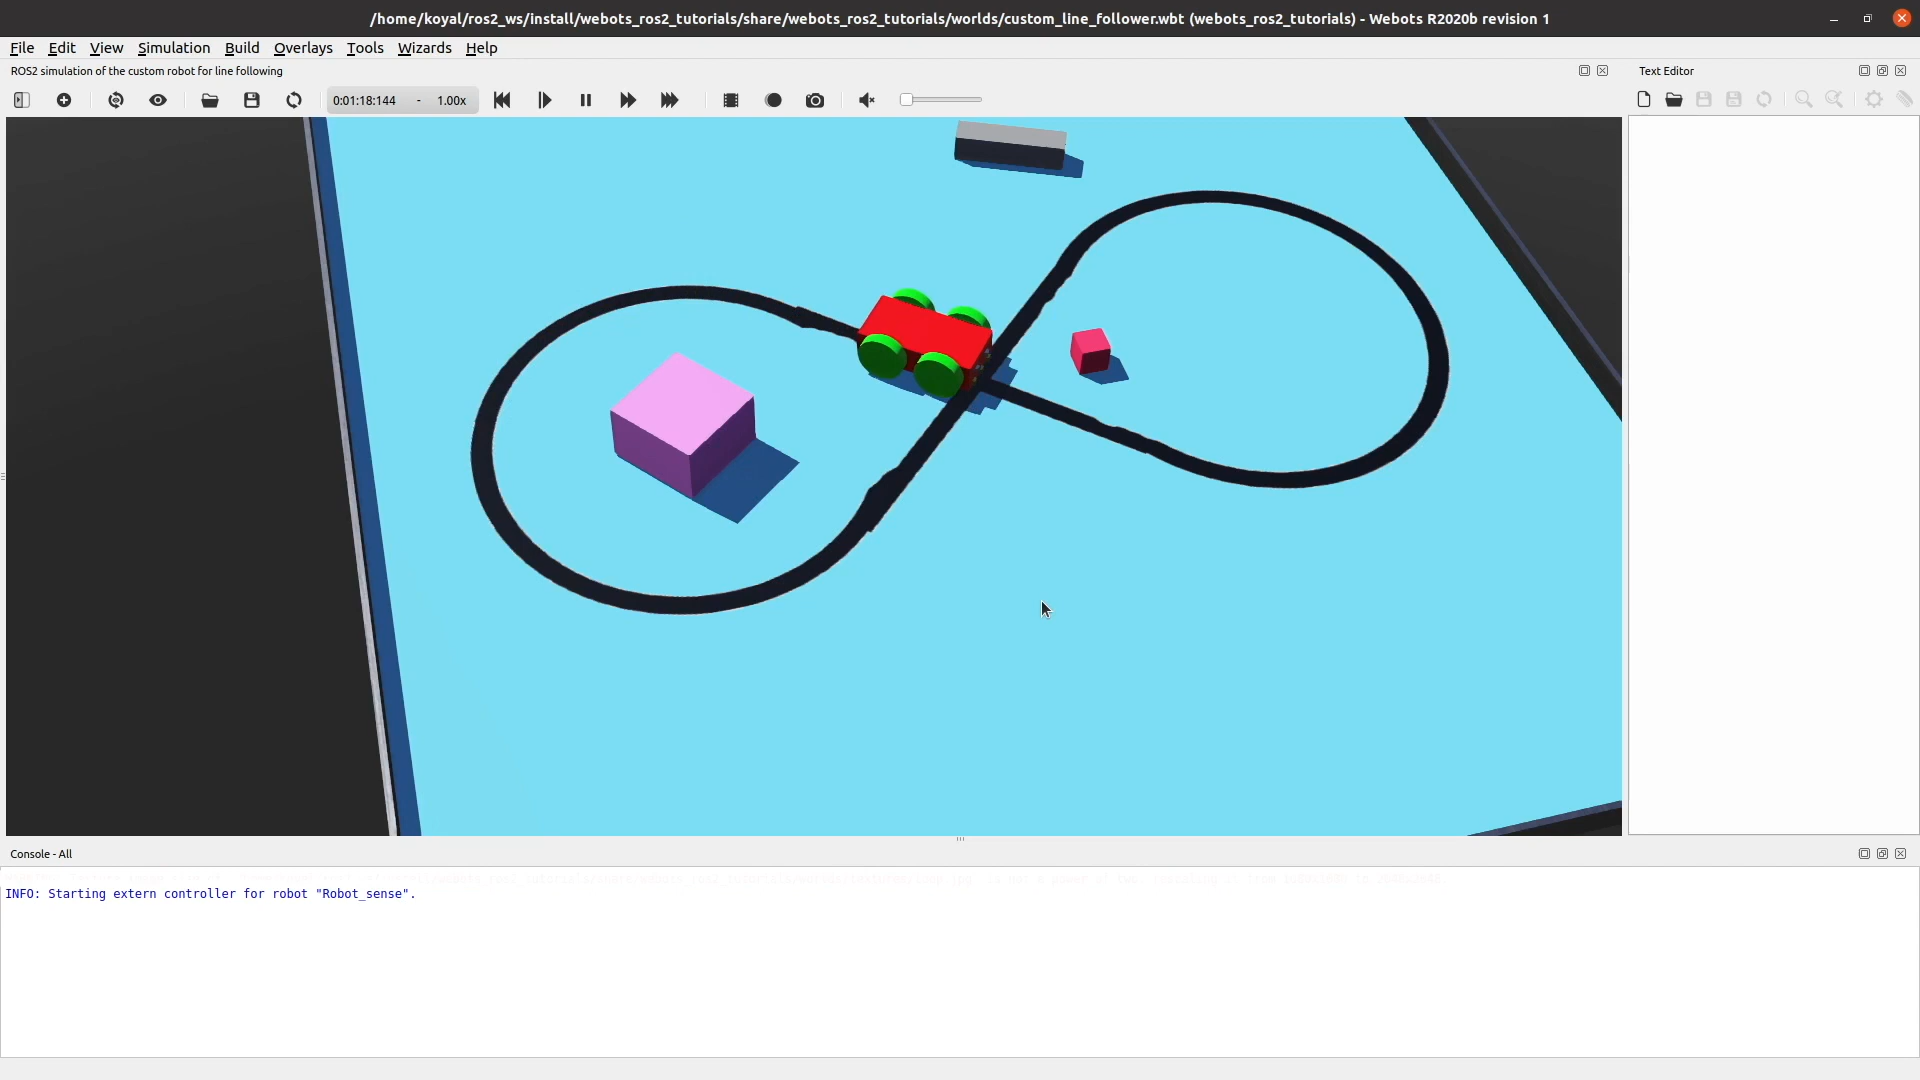 /home/koyal/ros2_ws/install/webots_ros2_tutorials/share/webots_ros2_tutorials/worlds/custom_line_follower.wbt (webots_ros2_tutorials) - Webots R2020b revision 1
File Edit View Simulation Build Overlays Tools Wizards Help
ROS2 simulation of the custom robot for line following
Text Editor
0:01:18:144 - 1.00x
Console - All
INFO: Starting extern controller for robot "Robot_sense".